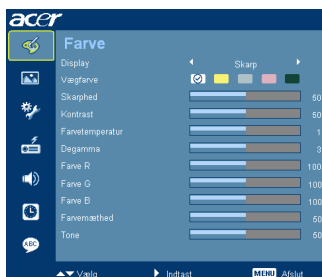 acer
Farve
Display Skarp
Vægfarve
Skarphed 50
Kontrast 50
Farvetemperatur 1
Degamma 3
Farve R 100
Farve G 100
Farve B 100
Farvemæthed 50
Tone 50
ABC
Vælg Indtast MENU Afslut